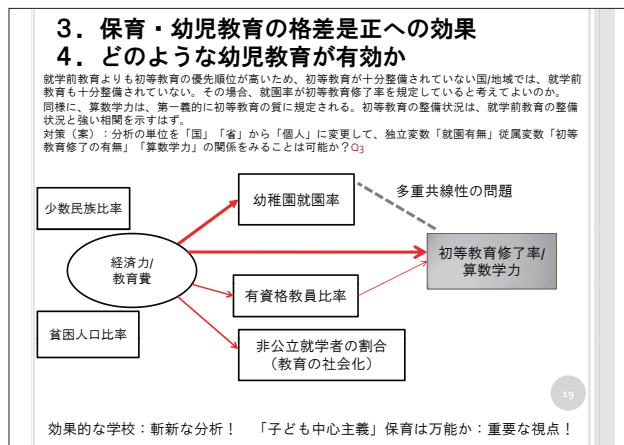 ３．保育・幼児教育の格差是正への効果
４．どのような幼児教育が有効か
就学前教育よりも初等教育の優先順位が高いため、初等教育が十分整備されていない国/地域では、就学前
教育も十分整備されていない。その場合、就園率が初等教育修了率を規定していると考えてよいのか。
同様に、算数学力は、第一義的に初等教育の質に規定される。初等教育の整備状況は、就学前教育の整備
状況と強い相関を示すはず。
対策（案）：分析の単位を「国」「省」から「個人」に変更して、独立変数「就園有無」従属変数「初等
教育修了の有無」「算数学力」の関係をみることは可能か？Q3
幼稚園就園率
多重共線性の問題
少数民族比率
経済力/
教育費
初等教育修了率/
算数学力
有資格教員比率
貧困人口比率
非公立就学者の割合
（教育の社会化）
19
効果的な学校：斬新な分析！　「子ども中心主義」保育は万能か：重要な視点！